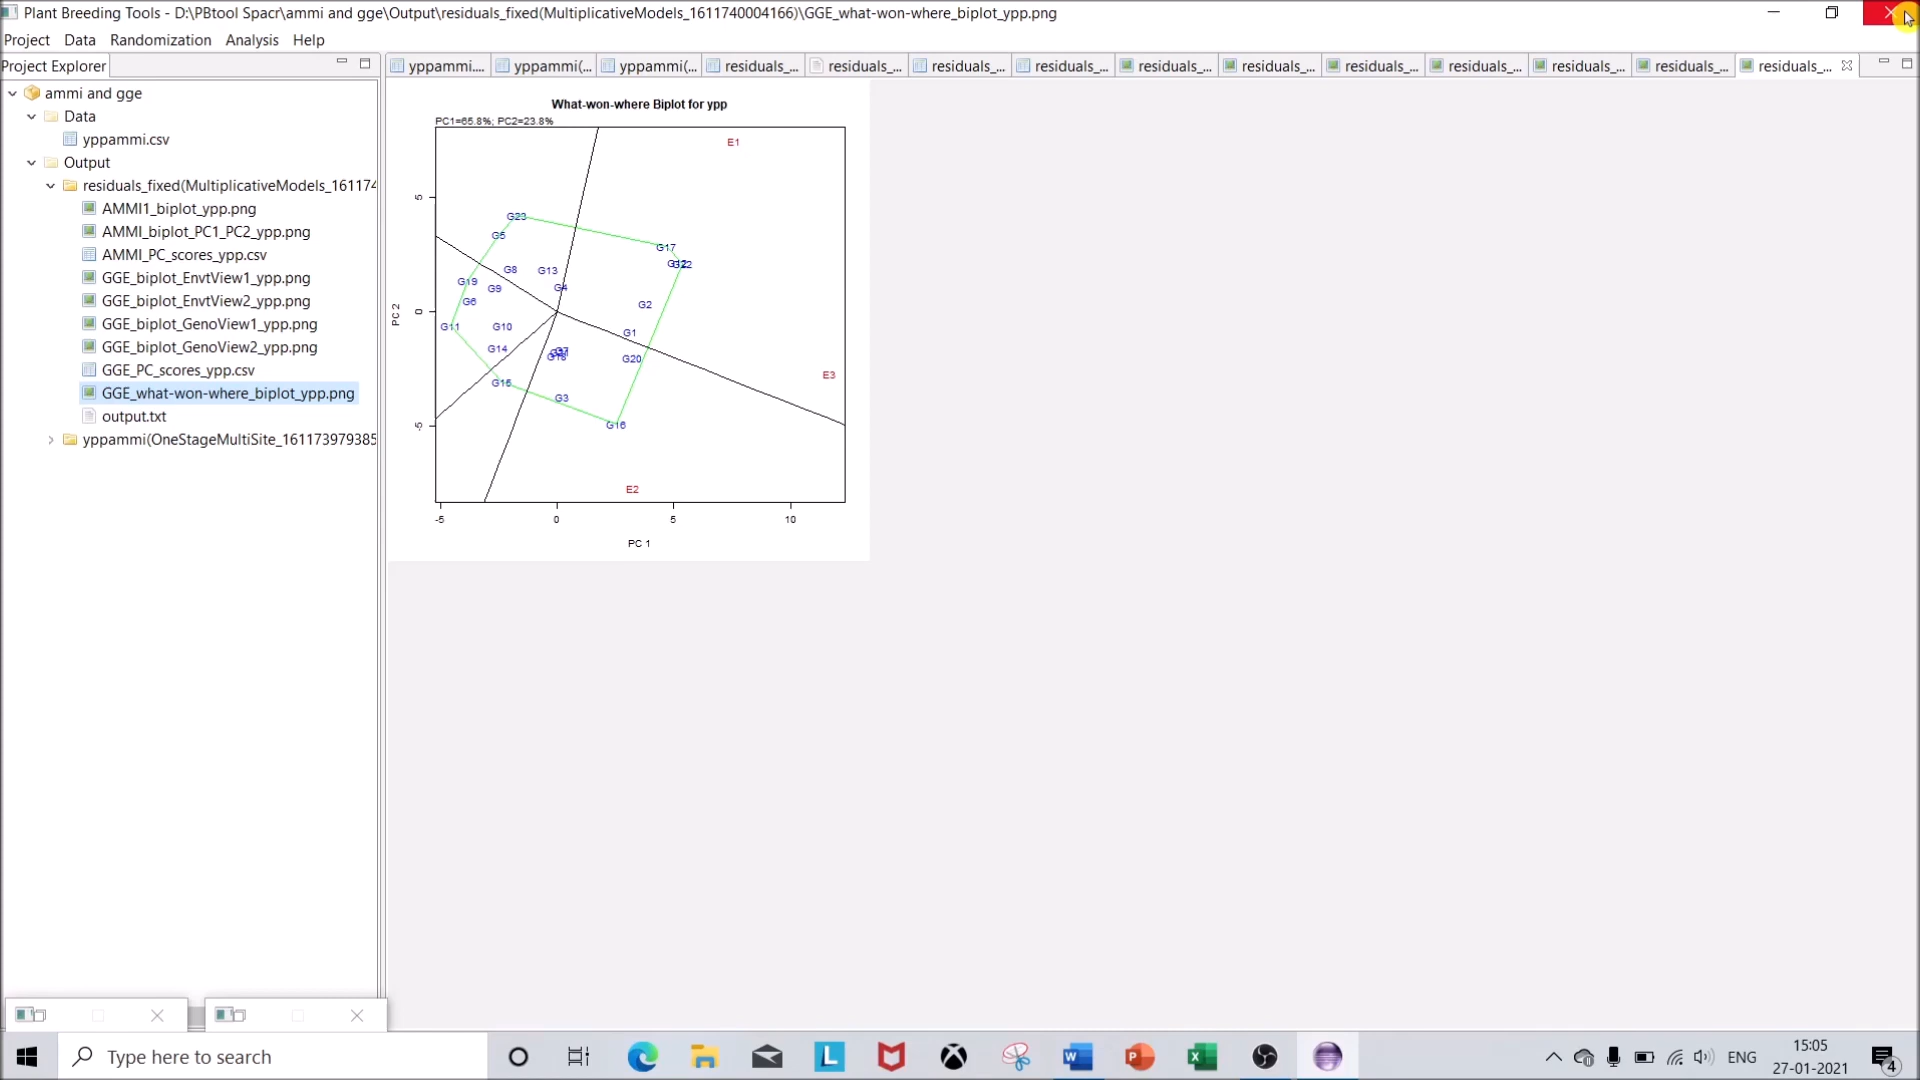 Plant Breeding Tools - D:\PBtool Spacr\ammi and gge\Output\residuals_fixed(MultiplicativeModels_1611740004166)\GGE_what-won-where_biplot_ypp.png
Project Data Randomization Analysis Help
Project Explorer
yppammi.... yppammi(... yppammi(... residuals_... residuals_... residuals_... residuals_... residuals_... residuals_... residuals_... residuals_... residuals_... residuals_... residuals_...
ammi and gge
Data
yppammi.csv
Output
residuals_fixed(MultiplicativeModels_161174
AMMI1_biplot_ypp.png
AMMI_biplot_PC1_PC2_ypp.png
AMMI_PC_scores_ypp.csv
GGE_biplot_EnvtView1_ypp.png
GGE_biplot_EnvtView2_ypp.png
GGE_biplot_GenoView1_ypp.png
GGE_biplot_GenoView2_ypp.png
GGE_PC_scores_ypp.csv
GGE_what-won-where_biplot_ypp.png
output.txt
yppammi(OneStageMultiSite_161173979385
What-won-where Biplot for ypp
PC1=65.8%; PC2=23.8%
E1
5
G23
G5
G17
G22
G8
G13
G19
G9
G4
G6
G2
PC 2
0
G11
G10
G1
G14
G20
G15
E3
G3
-5
G16
E2
-5 0 5 10
PC 1
Type here to search
L
W
P
X
ENG
15:05
27-01-2021
4